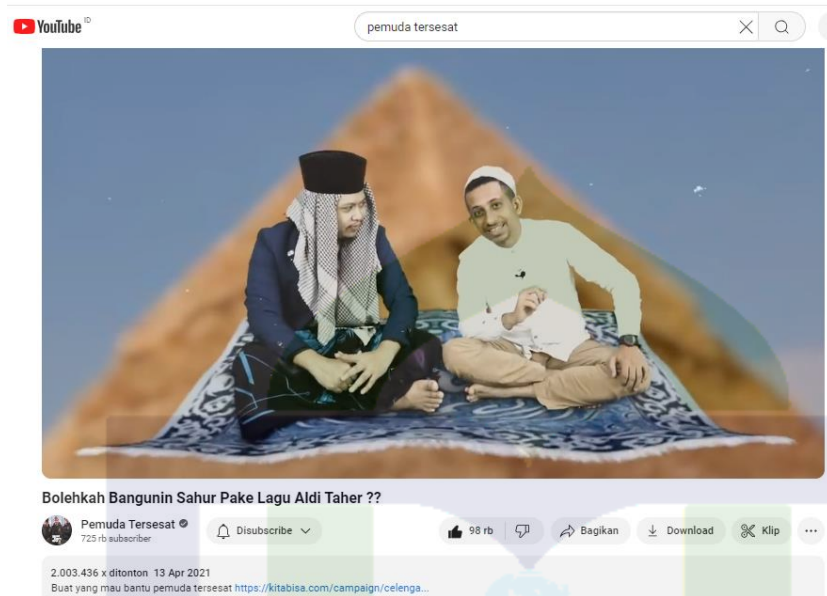 YouTube ID
pemuda tersesat
Bolehkah Bangunin Sahur Pake Lagu Aldi Taher ??
Pemuda Tersesat
725 rb subscriber
Disubscribe
98 rb
Bagikan
Download
Klip
2.003.436 x ditonton 13 Apr 2021
Buat yang mau bantu pemuda tersesat https://kitabisa.com/campaign/celenga...